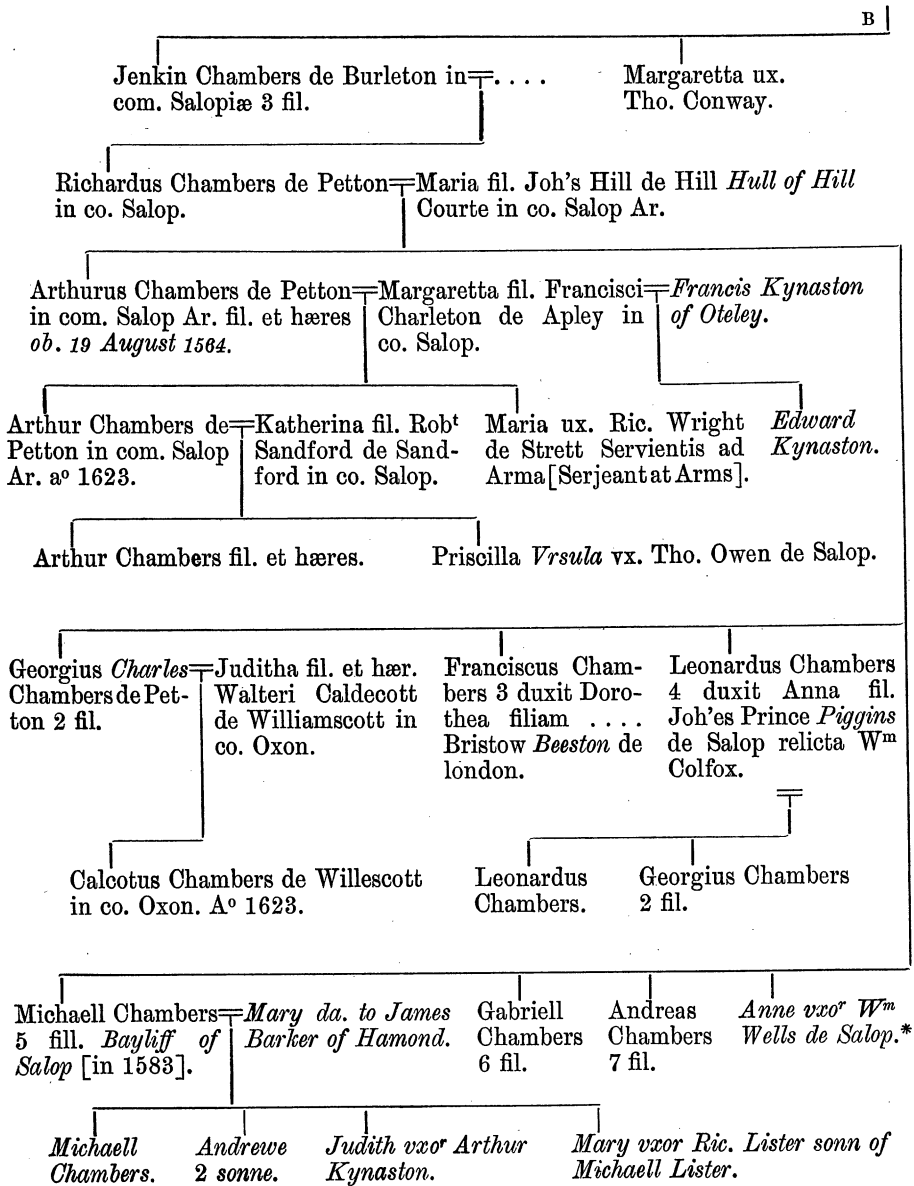 B
Jenkin Chambers de Burleton in
com. Salopiæ 3 fil.
. . . .
Margaretta ux.
Tho. Conway.
Richardus Chambers de Petton
in co. Salop.
Maria fil. Joh's Hill de Hill Hull of Hill
Courte in co. Salop Ar.
Arthurus Chambers de Petton
in com. Salop Ar. fil. et hæres
ob. 19 August 1564.
Margaretta fil. Francisci
Charleton de Apley in
co. Salop.
Francis Kynaston
of Oteley.
Arthur Chambers de
Petton in com. Salop
Ar. aº 1623.
Katherina fil. Robᵗ
Sandford de Sand-
ford in co. Salop.
Maria ux. Ric. Wright
de Strett Servientis ad
Arma [Serjeant at Arms].
Edward
Kynaston.
Arthur Chambers fil. et hæres.
Priscilla Vrsula vx. Tho. Owen de Salop.
Georgius Charles
Chambers de Pet-
ton 2 fil.
Juditha fil. et hær.
Walteri Caldecott
de Williamscott in
co. Oxon.
Franciscus Cham-
bers 3 duxit Doro-
thea filiam . . . .
Bristow Beeston de
london.
Leonardus Chambers
4 duxit Anna fil.
Joh'es Prince Piggins
de Salop relicta Wᵐ
Colfox.
Calcotus Chambers de Willescott
in co. Oxon. Aº 1623.
Leonardus
Chambers.
Georgius Chambers
2 fil.
Michaell Chambers
5 fill. Bayliff of
Salop [in 1583].
Mary da. to James
Barker of Hamond.
Gabriell
Chambers
6 fil.
Andreas
Chambers
7 fil.
Anne vxoʳ Wᵐ
Wells de Salop.*
Michaell
Chambers.
Andrewe
2 sonne.
Judith vxoʳ Arthur
Kynaston.
Mary vxor Ric. Lister sonn of
Michaell Lister.